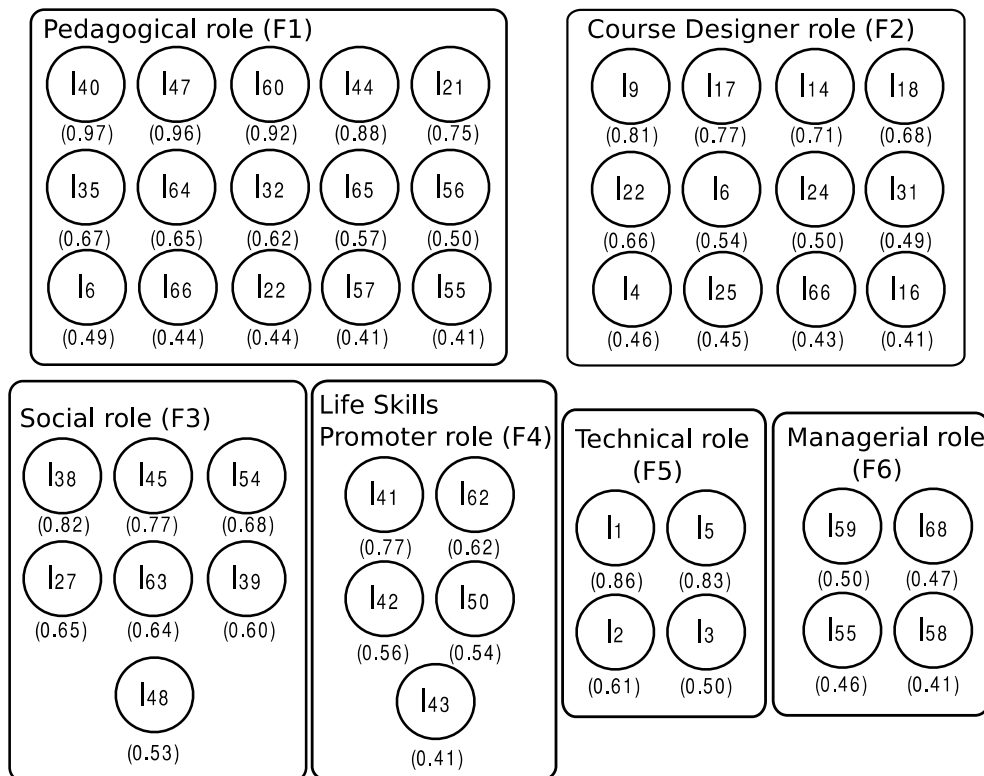 Pedagogical role (F1)
I40 I47 I60 I44 I21
(0.97) (0.96) (0.92) (0.88) (0.75)
I35 I64 I32 I65 I56
(0.67) (0.65) (0.62) (0.57) (0.50)
I6 I66 I22 I57 I55
(0.49) (0.44) (0.44) (0.41) (0.41)
Course Designer role (F2)
I9 I17 I14 I18
(0.81) (0.77) (0.71) (0.68)
I22 I6 I24 I31
(0.66) (0.54) (0.50) (0.49)
I4 I25 I66 I16
(0.46) (0.45) (0.43) (0.41)
Social role (F3)
I38 I45 I54
(0.82) (0.77) (0.68)
I27 I63 I39
(0.65) (0.64) (0.60)
I48
(0.53)
Life Skills
Promoter role (F4)
I41 I62
(0.77) (0.62)
I42 I50
(0.56) (0.54)
I43
(0.41)
Technical role
(F5)
I1 I5
(0.86) (0.83)
I2 I3
(0.61) (0.50)
Managerial role
(F6)
I59 I68
(0.50) (0.47)
I55 I58
(0.46) (0.41)